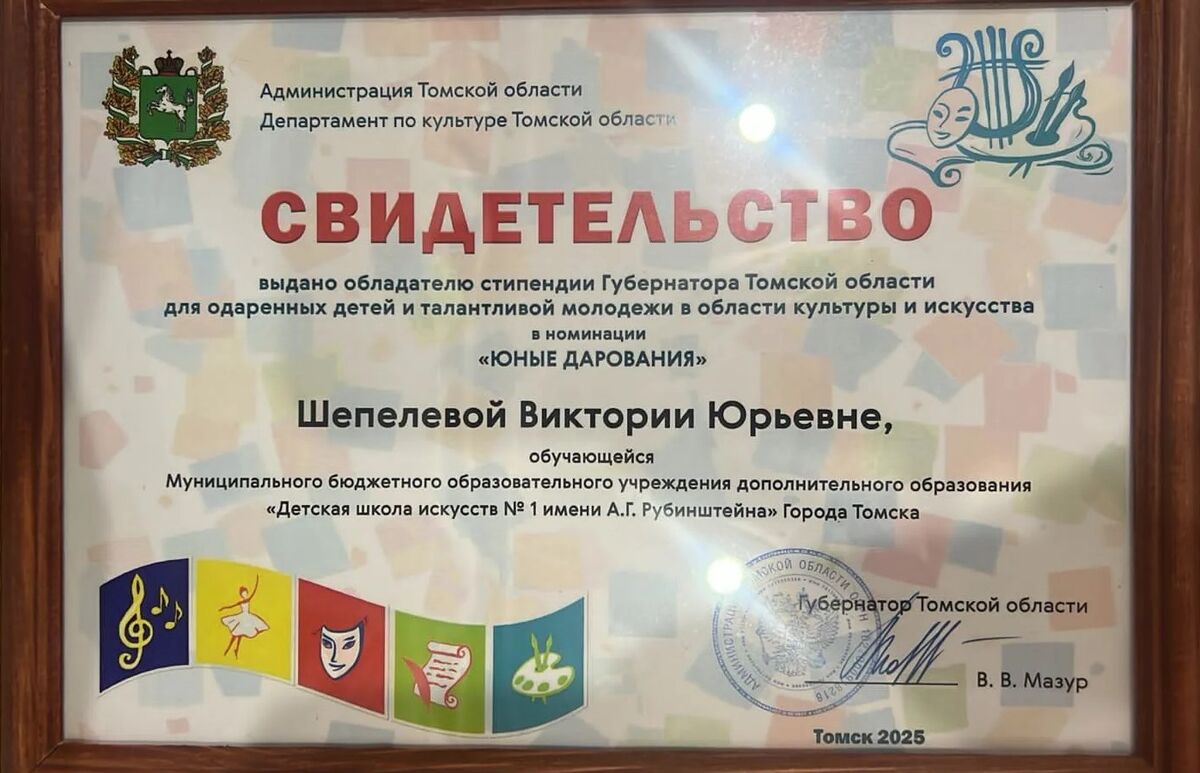 Администрация Томской области
Департамент по культуре Томской области
СВИДЕТЕЛЬСТВО
выдано обладателю стипендии Губернатора Томской области
для одаренных детей и талантливой молодежи в области культуры и искусства
в номинации
«ЮНЫЕ ДАРОВАНИЯ»
Шепелевой Виктории Юрьевне,
обучающейся
Муниципального бюджетного образовательного учреждения дополнительного образования
«Детская школа искусств № 1 имени А.Г. Рубинштейна» Города Томска
Губернатор Томской области
В. В. Мазур
Томск 2025